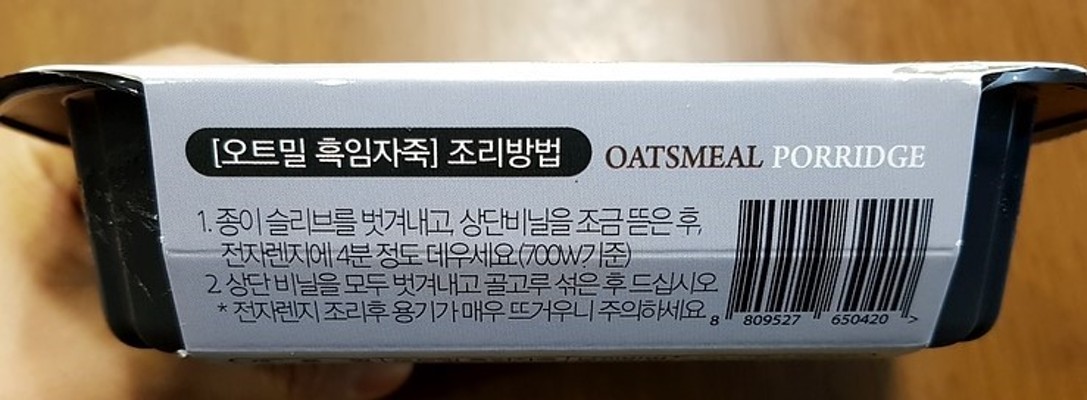 [오트밀 흑임자죽] 조리방법 OATSMEAL PORRIDGE
1. 종이 슬리브를 벗겨내고, 상단비닐을 조금 뜯은 후,
전자렌지에 4분 정도 데우세요 (700W기준)
2. 상단 비닐을 모두 벗겨내고 골고루 섞은 후 드십시오
* 전자렌지 조리후 용기가 매우 뜨거우니 주의하세요.
8 809527 650420 >